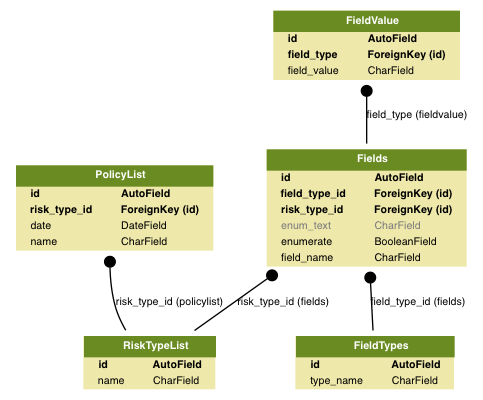 FieldValue
id AutoField
field_type ForeignKey (id)
field_value CharField
field_type (fieldvalue)
Fields
id AutoField
field_type_id ForeignKey (id)
risk_type_id ForeignKey (id)
enum_text CharField
enumerate BooleanField
field_name CharField
PolicyList
id AutoField
risk_type_id ForeignKey (id)
date DateField
name CharField
risk_type_id (policylist)
risk_type_id (fields)
field_type_id (fields)
RiskTypeList
id AutoField
name CharField
FieldTypes
id AutoField
type_name CharField